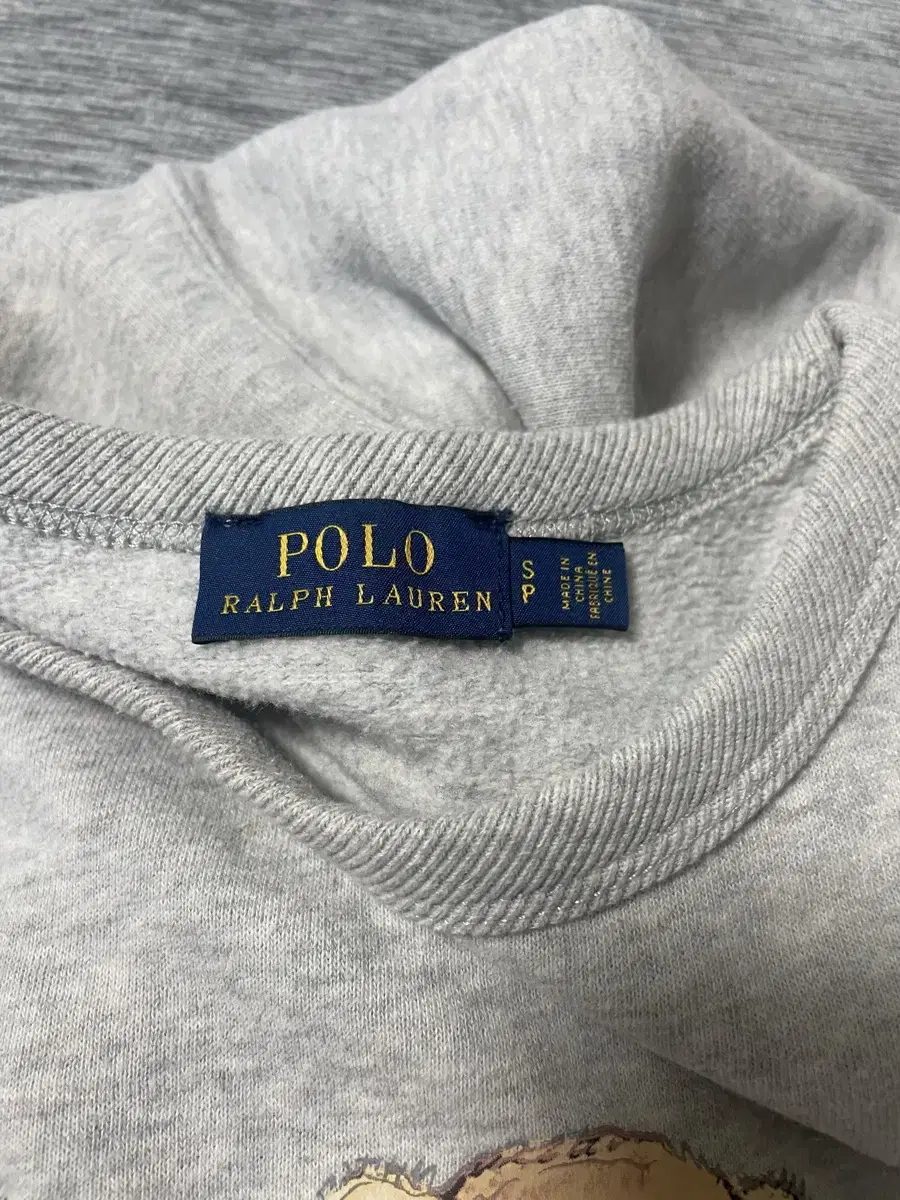 POLO
RALPH LAUREN
S
P
MADE IN
CHINA
FABRIQUÉ EN
CHINE